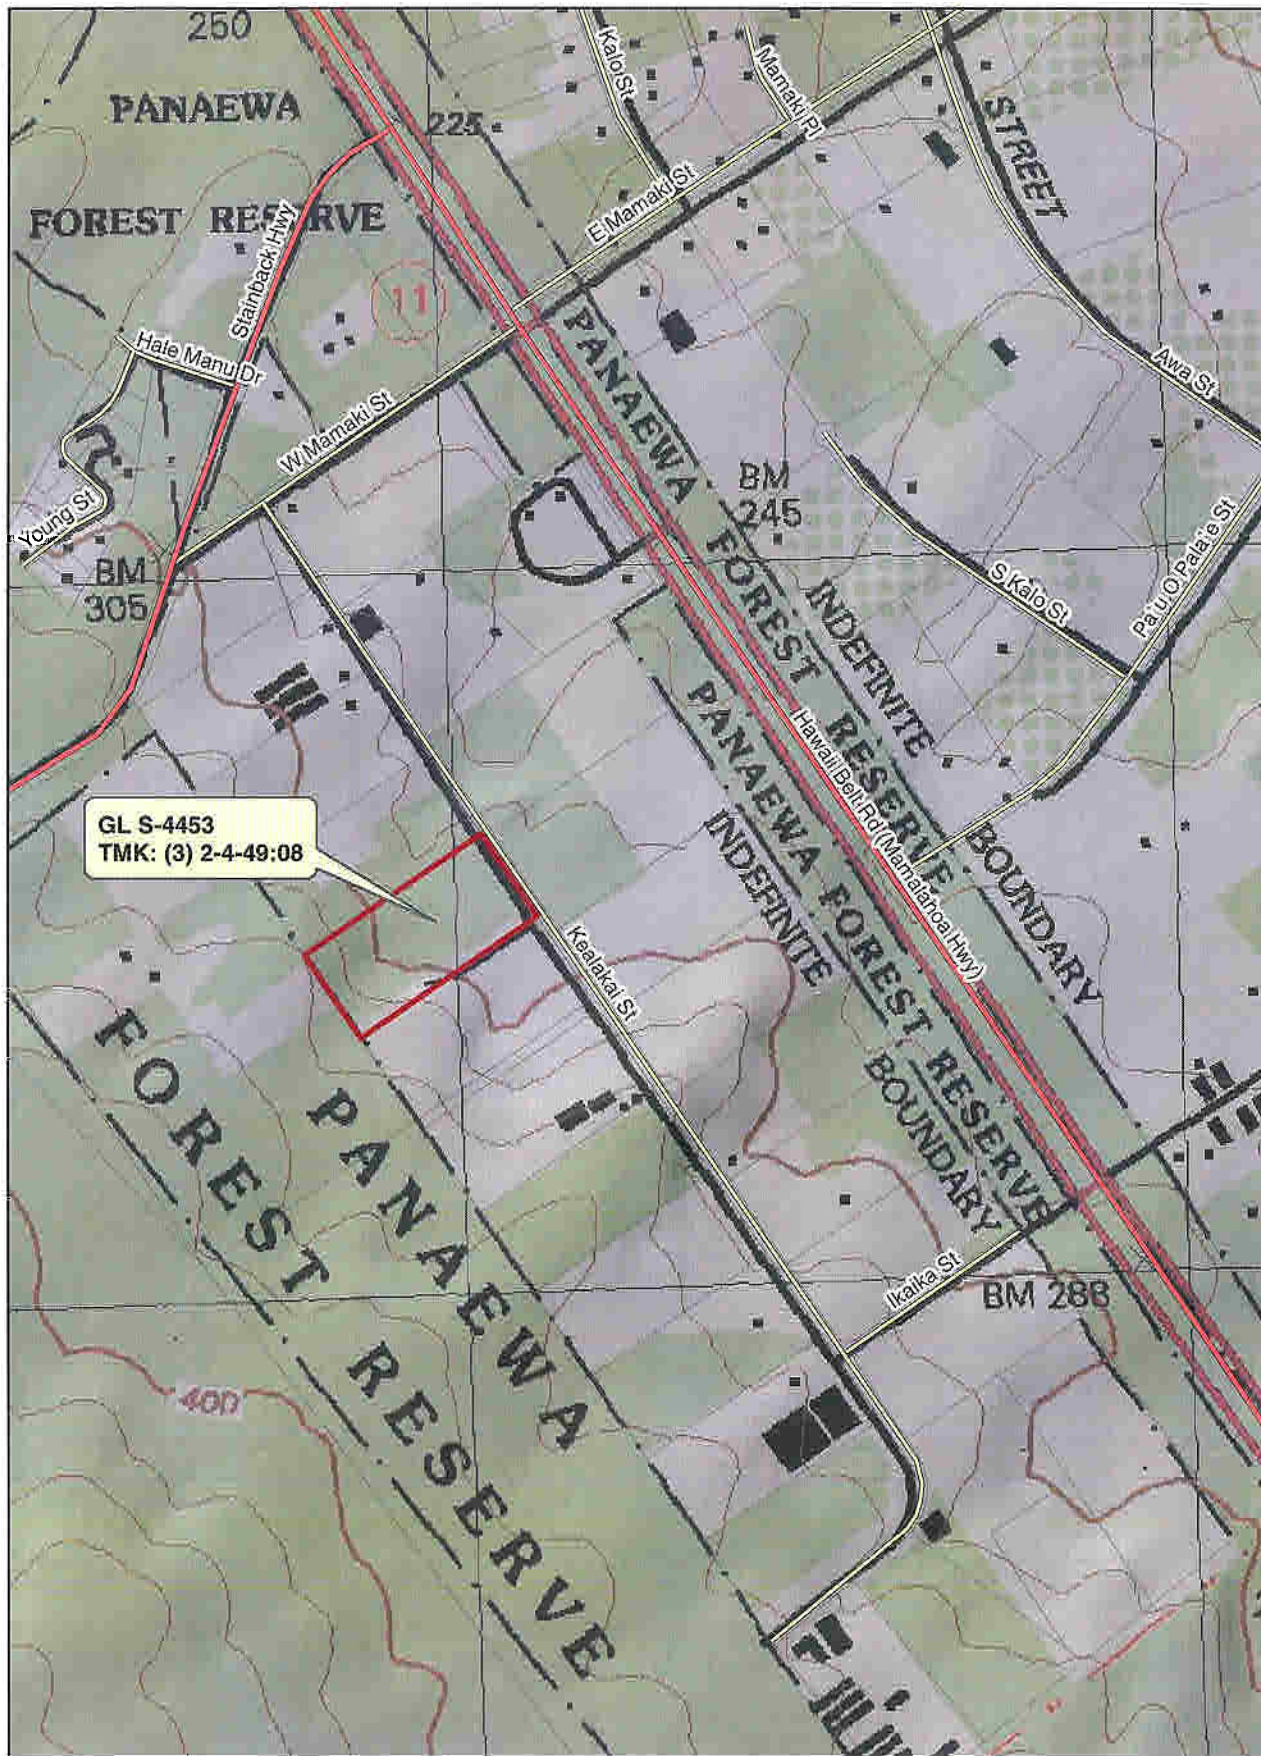 250
PANAEWA
FOREST RESERVE
225
Kalo St
Mamaki Pl
STREET
E Mamaki St
Stainback Hwy
11
Hale Manu Dr
W Mamaki St
Young St
BM
305
PANAEWA FOREST RESERVE
BM
245
Awa St
S Kalo St
Pa'u O Pala'e St
INDEFINITE BOUNDARY
PANAEWA FOREST RESERVE
INDEFINITE BOUNDARY
Hawaii Belt Rd (Mamalahoa Hwy)
GL S-4453
TMK: (3) 2-4-49:08
Kealakai St
PANAEWA
FOREST RESERVE
Ikaika St
BM 288
400